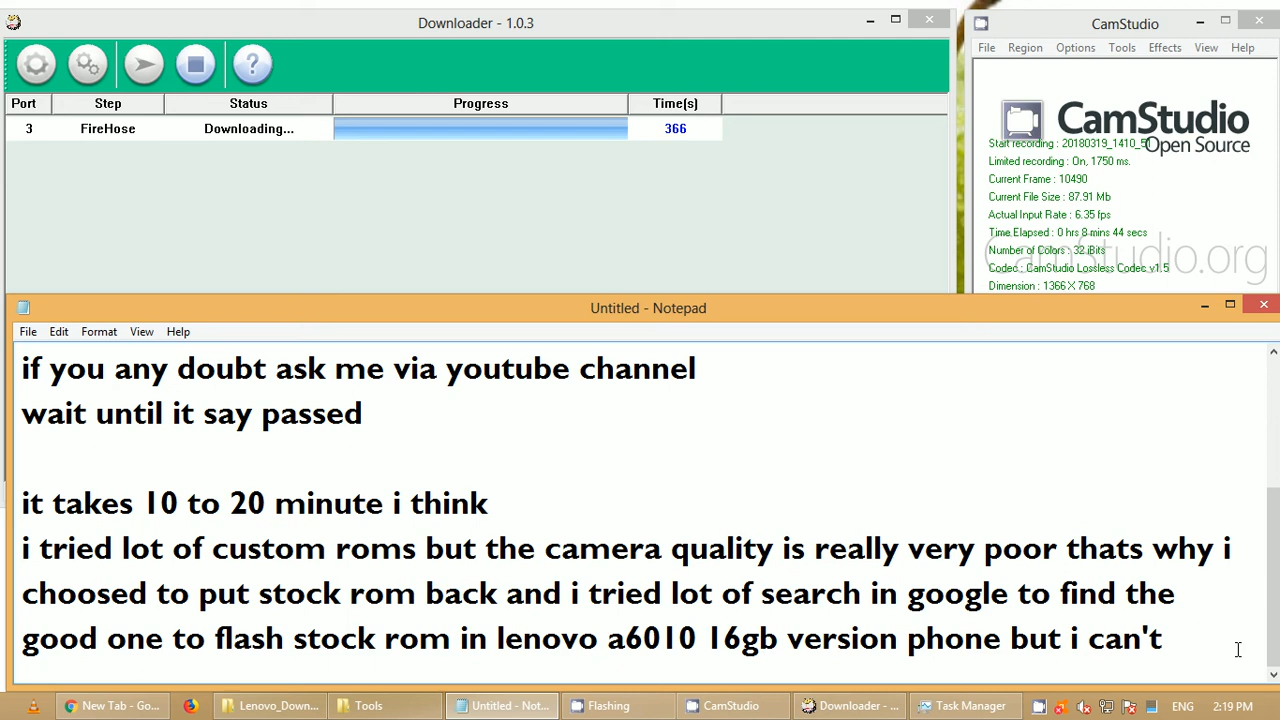 Downloader - 1.0.3
CamStudio
File Region Options Tools Effects View Help
Port Step Status Progress Time(s)
3 FireHose Downloading... 366
CamStudio
Open Source
Start recording : 20180319_1410_5
Limited recording : On, 1750 ms.
Current Frame : 10490
Current File Size : 87.91 Mb
Actual Input Rate : 6.35 fps
Time Elapsed : 0 hrs 8 mins 44 secs
Number of Colors : 32 Bits
CamStudio.org
Codec : CamStudio Lossless Codec v1.5
Dimension : 1366 X 768
Untitled - Notepad
File Edit Format View Help
if you any doubt ask me via youtube channel
wait until it say passed
it takes 10 to 20 minute i think
i tried lot of custom roms but the camera quality is really very poor thats why i
choosed to put stock rom back and i tried lot of search in google to find the
good one to flash stock rom in lenovo a6010 16gb version phone but i can't
New Tab - Go... Lenovo_Down... Tools Untitled - Not... Flashing CamStudio Downloader - ... Task Manager ENG 2:19 PM